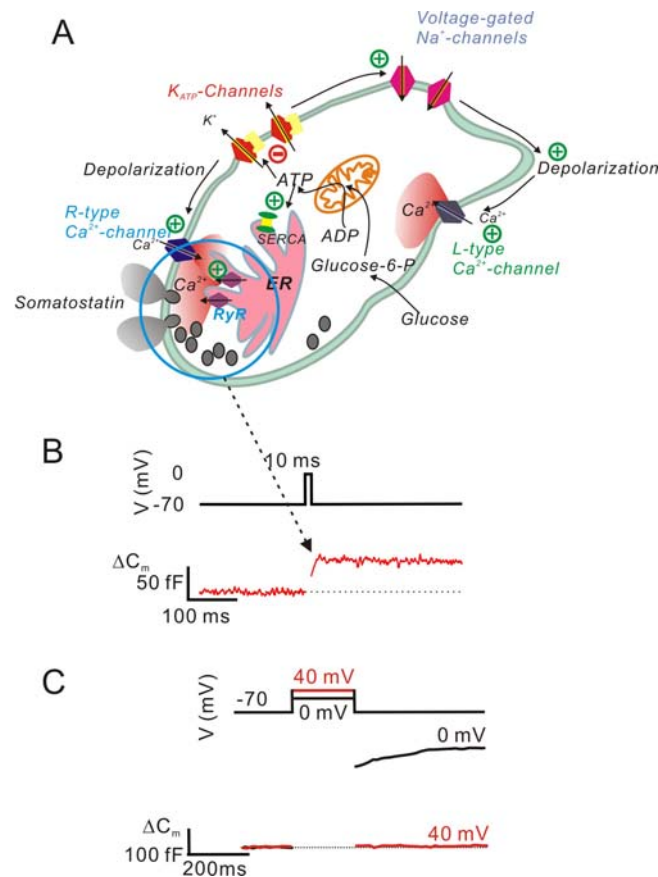 A
Voltage-gated
Na⁺-channels
K_ATP-Channels
K⁺
Depolarization
ATP
Depolarization
R-type
Ca²⁺-channel
SERCA
ADP
Ca²
Ca²⁺
L-type
Ca²⁺-channel
Ca²⁺
Glucose-6-P
Somatostatin
Ca²⁺
ER
RyR
Glucose
B
V (mV)
0
-70
10 ms
ΔC_m
50 fF
100 ms
C
V (mV)
-70
40 mV
0 mV
0 mV
ΔC_m
100 fF
200ms
40 mV